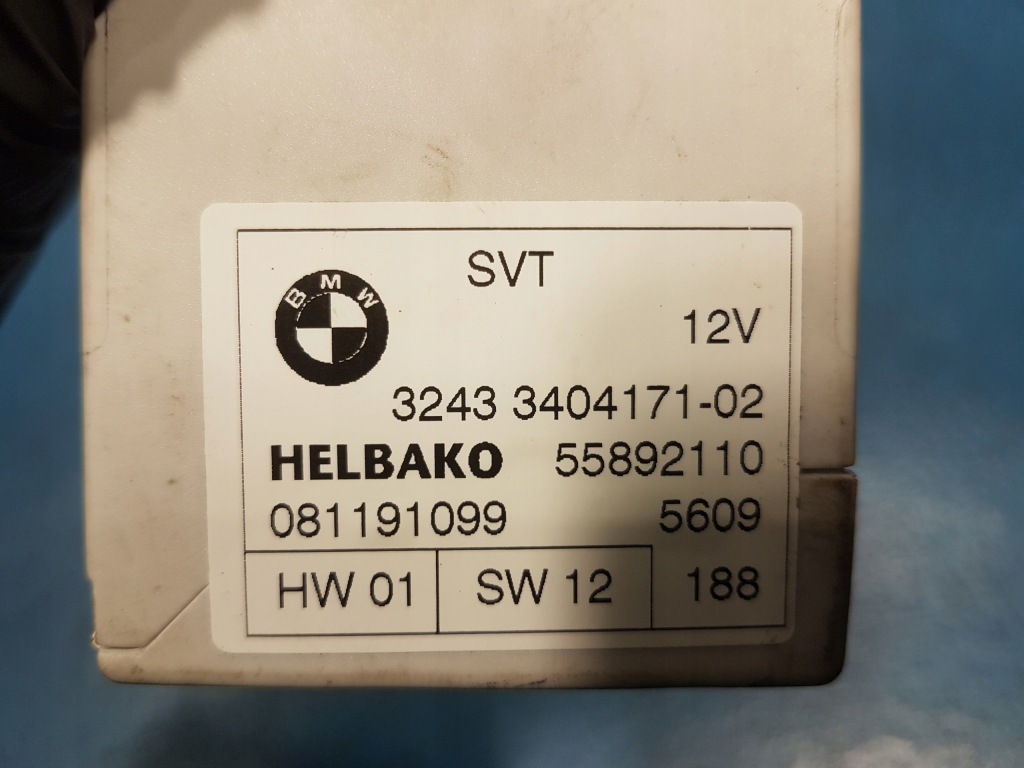 SVT
BMW
12V
3243 3404171-02
HELBAKO 55892110
081191099 5609
HW 01 SW 12 188